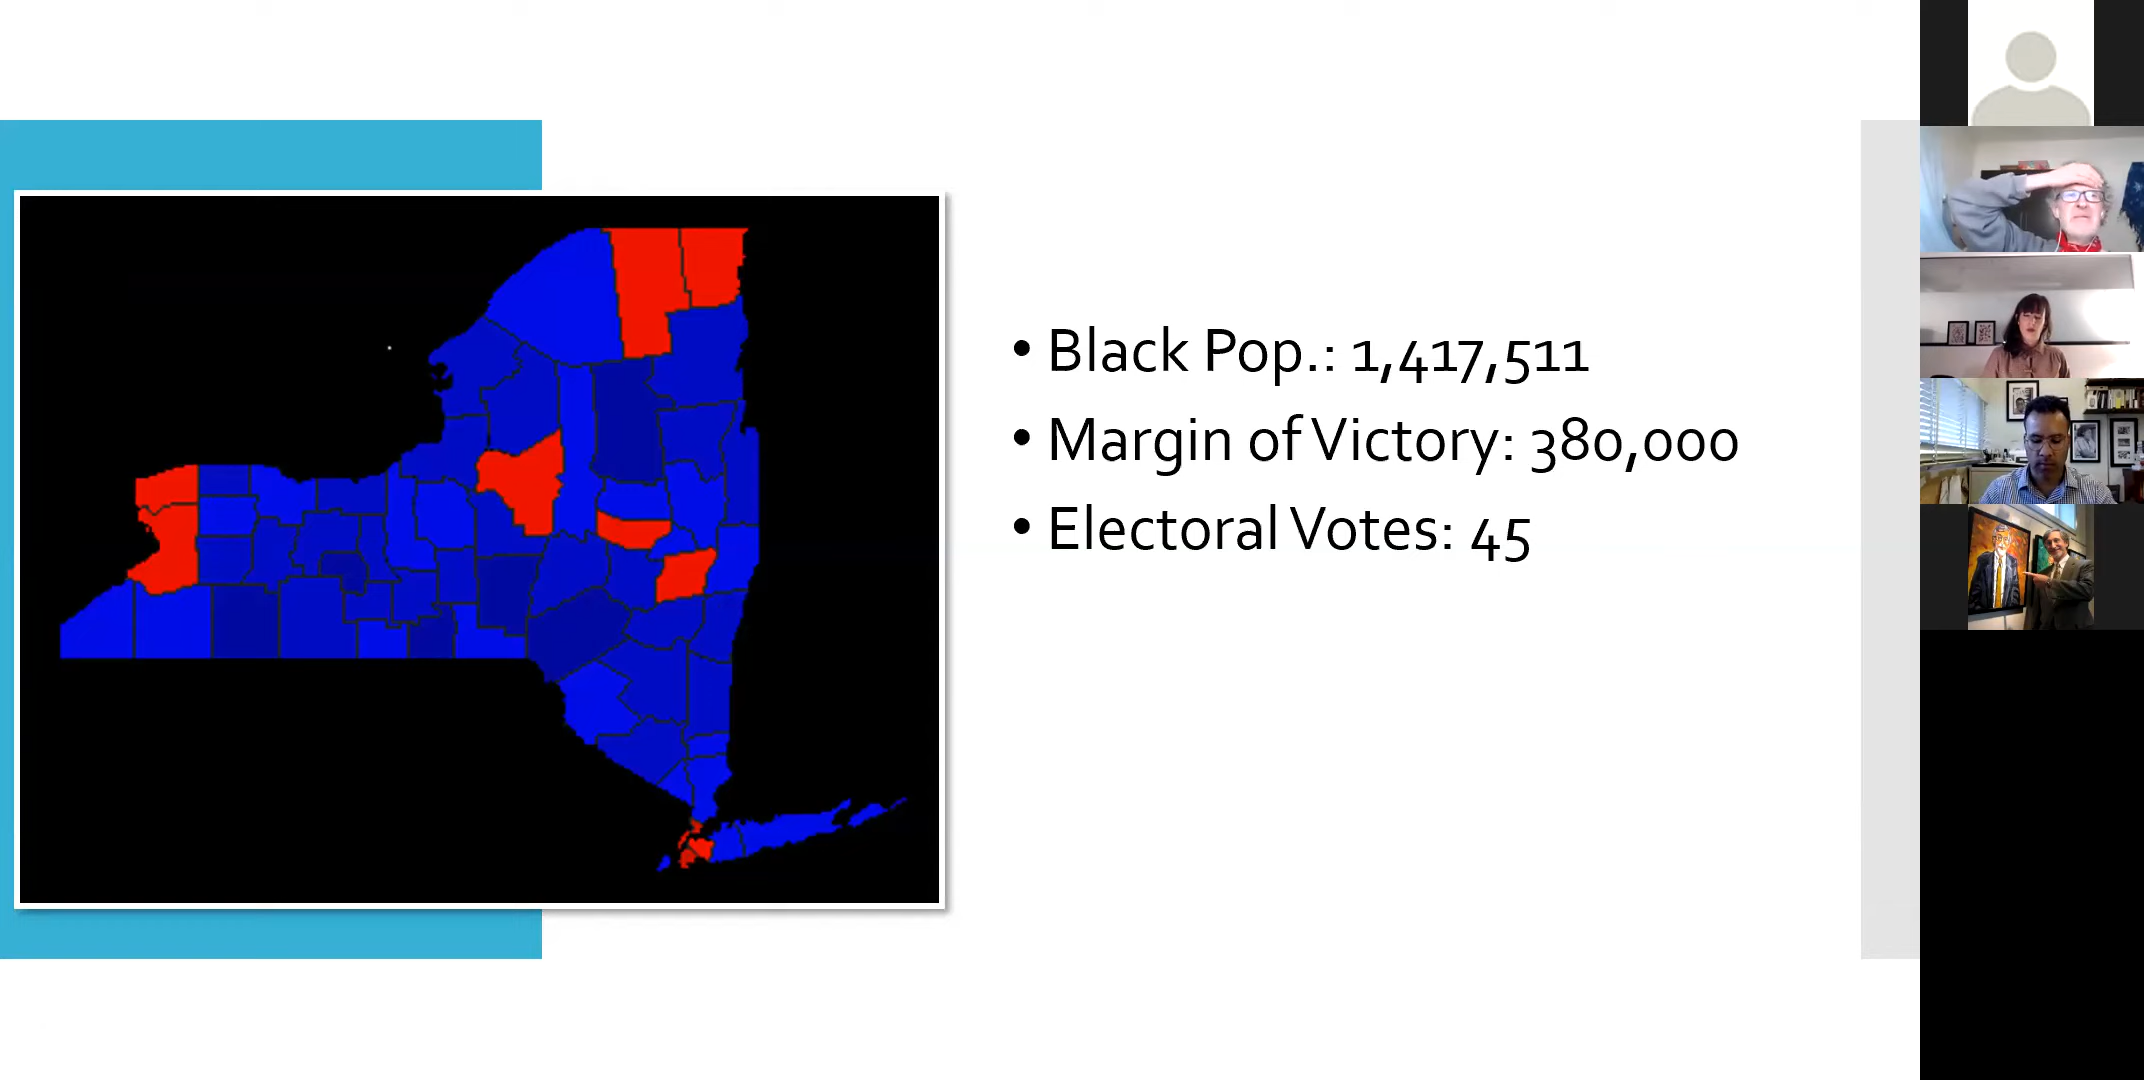 • Black Pop.: 1,417,511
• Margin of Victory: 380,000
• Electoral Votes: 45